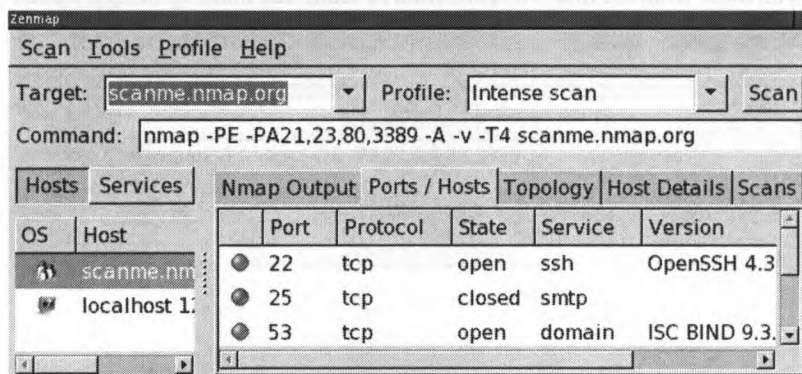 Zenmap
Scan Tools Profile Help
Target: scanme.nmap.org Profile: Intense scan Scan
Command: nmap -PE -PA21,23,80,3389 -A -v -T4 scanme.nmap.org
Hosts Services Nmap Output Ports / Hosts Topology Host Details Scans
OS Host Port Protocol State Service Version
scanme.nm 22 tcp open ssh OpenSSH 4.3
localhost 12 25 tcp closed smtp
53 tcp open domain ISC BIND 9.3.